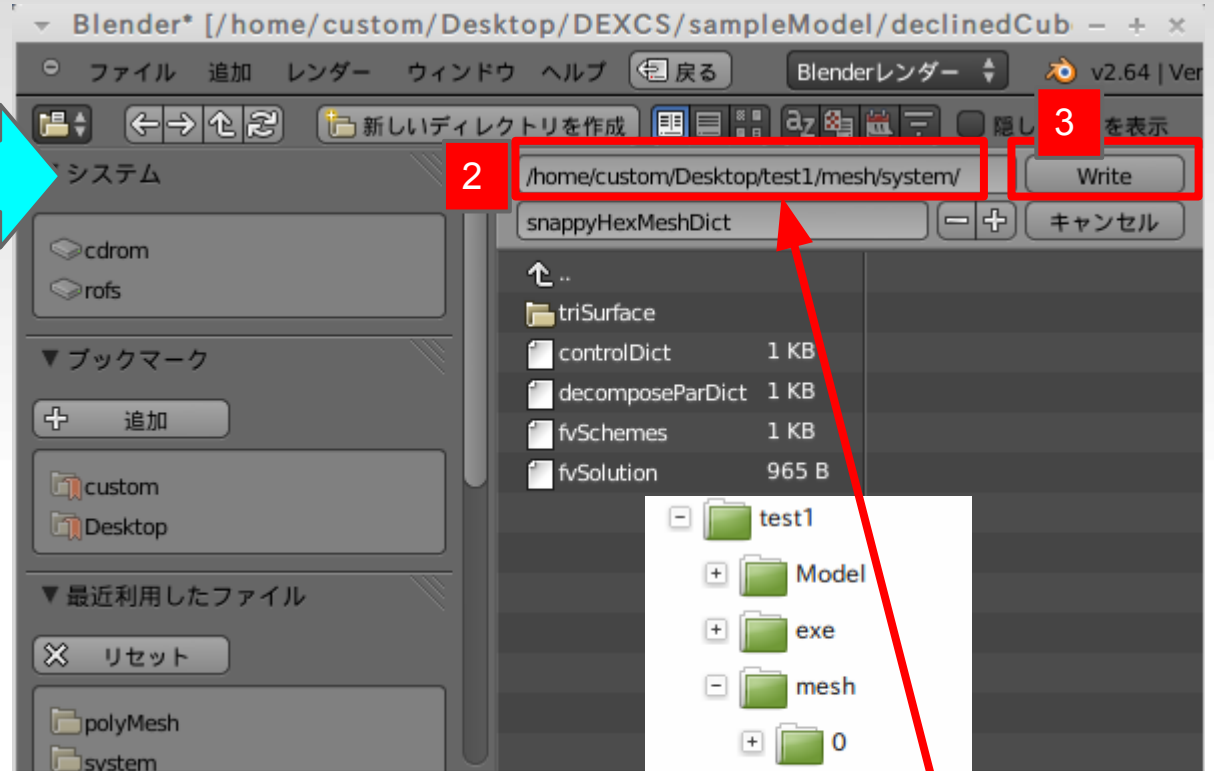 Blender* [/home/custom/Desktop/DEXCS/sampleModel/declinedCub
ファイル 追加 レンダー ウィンドウ ヘルプ 戻る Blenderレンダー v2.64 | Ver
新しいディレクトリを作成 隠し 3 を表示
システム 2 /home/custom/Desktop/test1/mesh/system/ Write
snappyHexMeshDict キャンセル
cdrom
rofs
..
triSurface
controlDict 1 KB
decomposeParDict 1 KB
fvSchemes 1 KB
fvSolution 965 B
ブックマーク
追加
custom
Desktop
最近利用したファイル
リセット
polyMesh
system
test1
Model
exe
mesh
0